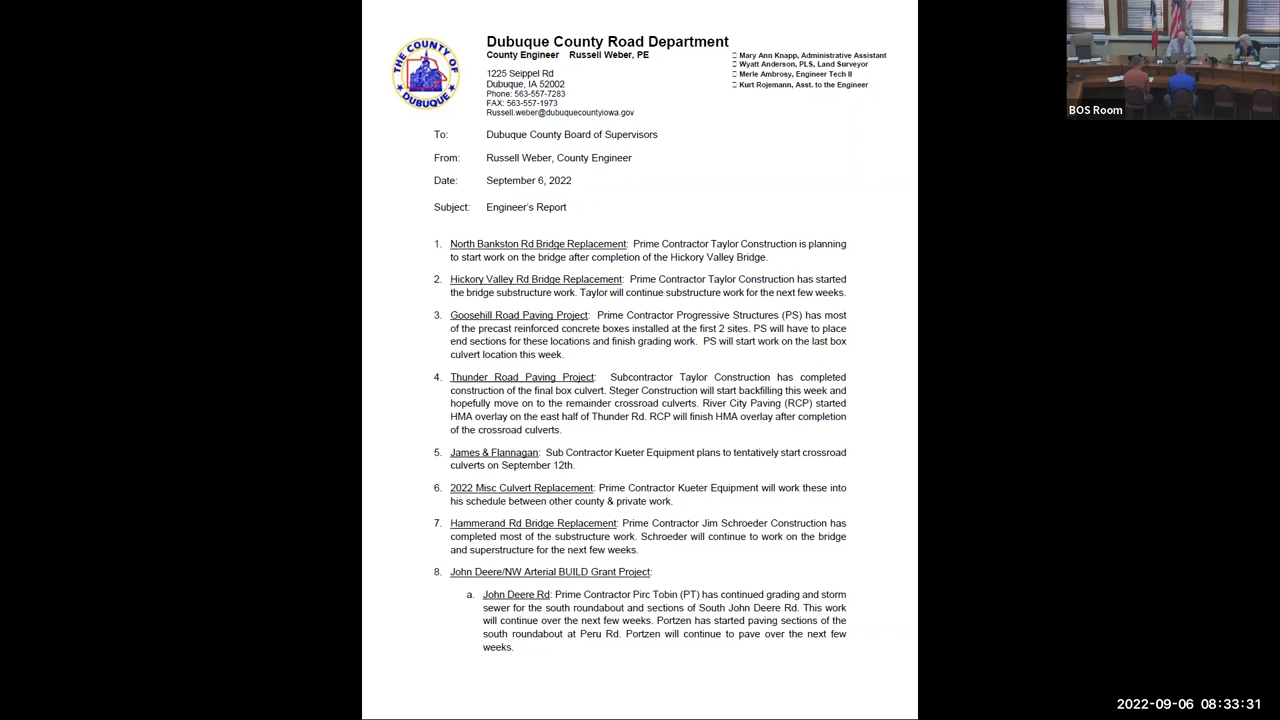 THE COUNTY OF
DUBUQUE
Dubuque County Road Department
County Engineer Russell Weber, PE
1225 Seippel Rd
Dubuque, IA 52002
Phone: 563-557-7283
FAX: 563-557-1973
Russell.weber@dubuquecountyiowa.gov
Mary Ann Knapp, Administrative Assistant
Wyatt Anderson, PLS, Land Surveyor
Merle Ambrosy, Engineer Tech II
Kurt Rojemann, Asst. to the Engineer
To: Dubuque County Board of Supervisors
From: Russell Weber, County Engineer
Date: September 6, 2022
Subject: Engineer's Report
1. North Bankston Rd Bridge Replacement: Prime Contractor Taylor Construction is planning
to start work on the bridge after completion of the Hickory Valley Bridge.
2. Hickory Valley Rd Bridge Replacement: Prime Contractor Taylor Construction has started
the bridge substructure work. Taylor will continue substructure work for the next few weeks.
3. Goosehill Road Paving Project: Prime Contractor Progressive Structures (PS) has most
of the precast reinforced concrete boxes installed at the first 2 sites. PS will have to place
end sections for these locations and finish grading work. PS will start work on the last box
culvert location this week.
4. Thunder Road Paving Project: Subcontractor Taylor Construction has completed
construction of the final box culvert. Steger Construction will start backfilling this week and
hopefully move on to the remainder crossroad culverts. River City Paving (RCP) started
HMA overlay on the east half of Thunder Rd. RCP will finish HMA overlay after completion
of the crossroad culverts.
5. James & Flannagan: Sub Contractor Kueter Equipment plans to tentatively start crossroad
culverts on September 12th.
6. 2022 Misc Culvert Replacement: Prime Contractor Kueter Equipment will work these into
his schedule between other county & private work.
7. Hammerand Rd Bridge Replacement: Prime Contractor Jim Schroeder Construction has
completed most of the substructure work. Schroeder will continue to work on the bridge
and superstructure for the next few weeks.
8. John Deere/NW Arterial BUILD Grant Project:
a. John Deere Rd: Prime Contractor Pirc Tobin (PT) has continued grading and storm
sewer for the south roundabout and sections of South John Deere Rd. This work
will continue over the next few weeks. Portzen has started paving sections of the
south roundabout at Peru Rd. Portzen will continue to pave over the next few
weeks.
BOS Room
2022-09-06 08:33:31